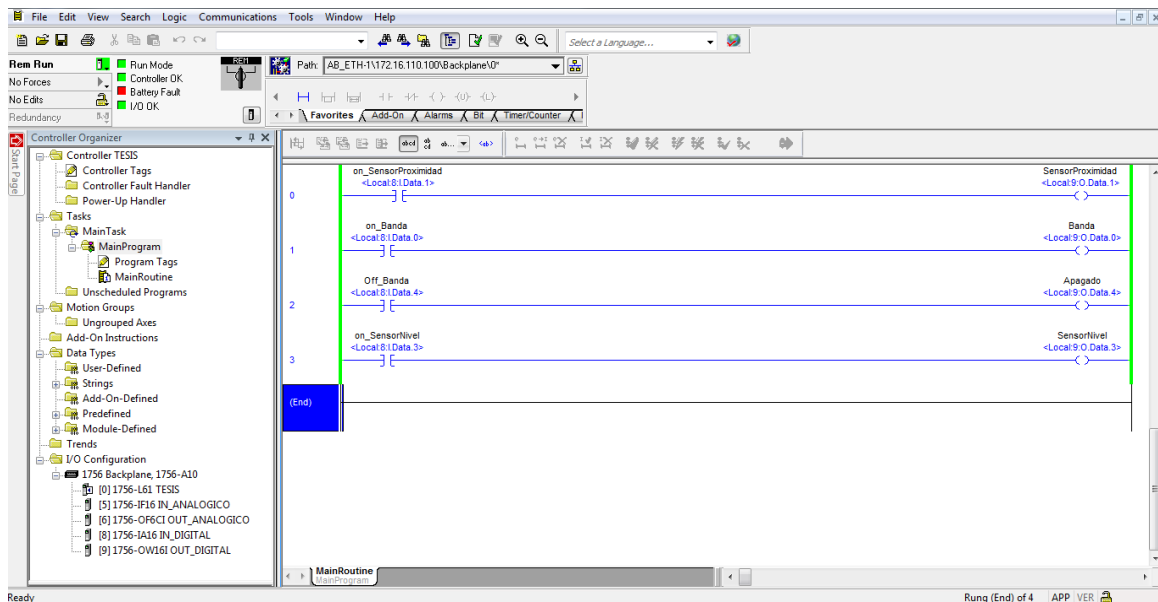 File Edit View Search Logic Communications Tools Window Help
Select a Language...
Rem Run
Run Mode
REM
Path: AB_ETH-1\172.16.110.100\Backplane\0*
No Forces
Controller OK
Battery Fault
No Edits
I/O OK
Redundancy
Favorites Add-On Alarms Bit Timer/Counter
Start Page
Controller Organizer
Controller TESIS
Controller Tags
Controller Fault Handler
Power-Up Handler
Tasks
MainTask
MainProgram
Program Tags
MainRoutine
Unscheduled Programs
Motion Groups
Ungrouped Axes
Add-On Instructions
Data Types
User-Defined
Strings
Add-On-Defined
Predefined
Module-Defined
Trends
I/O Configuration
1756 Backplane, 1756-A10
[0] 1756-L61 TESIS
[5] 1756-IF16 IN_ANALOGICO
[6] 1756-OF6CI OUT_ANALOGICO
[8] 1756-IA16 IN_DIGITAL
[9] 1756-OW16I OUT_DIGITAL
on_SensorProximidad
<Local:8:I.Data.1>
SensorProximidad
<Local:9:O.Data.1>
0
on_Banda
<Local:8:I.Data.0>
Banda
<Local:9:O.Data.0>
1
Off_Banda
<Local:8:I.Data.4>
Apagado
<Local:9:O.Data.4>
2
on_SensorNivel
<Local:8:I.Data.3>
SensorNivel
<Local:9:O.Data.3>
3
(End)
MainRoutine
MainProgram
Ready
Rung (End) of 4 APP VER